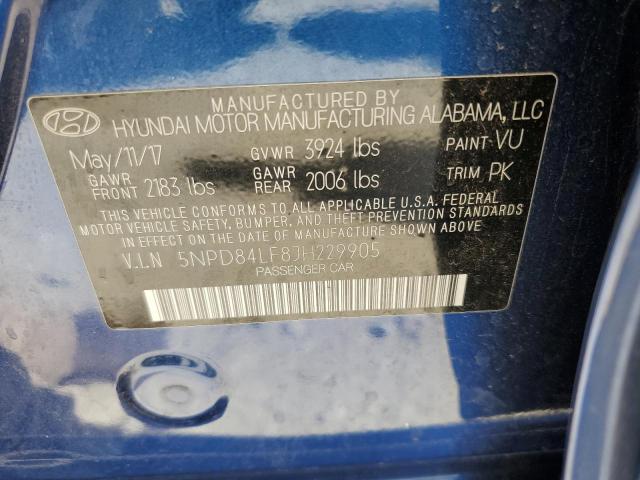 MANUFACTURED BY
HYUNDAI MOTOR MANUFACTURING ALABAMA, LLC
May/11/17 GVWR 3924 lbs PAINT VU
GAWR FRONT 2183 lbs GAWR REAR 2006 lbs TRIM PK
THIS VEHICLE CONFORMS TO ALL APPLICABLE U.S.A. FEDERAL
MOTOR VEHICLE SAFETY, BUMPER, AND THEFT PREVENTION STANDARDS
IN EFFECT ON THE DATE OF MANUFACTURE SHOWN ABOVE
V.I.N 5NPD84LF8JH229905
PASSENGER CAR